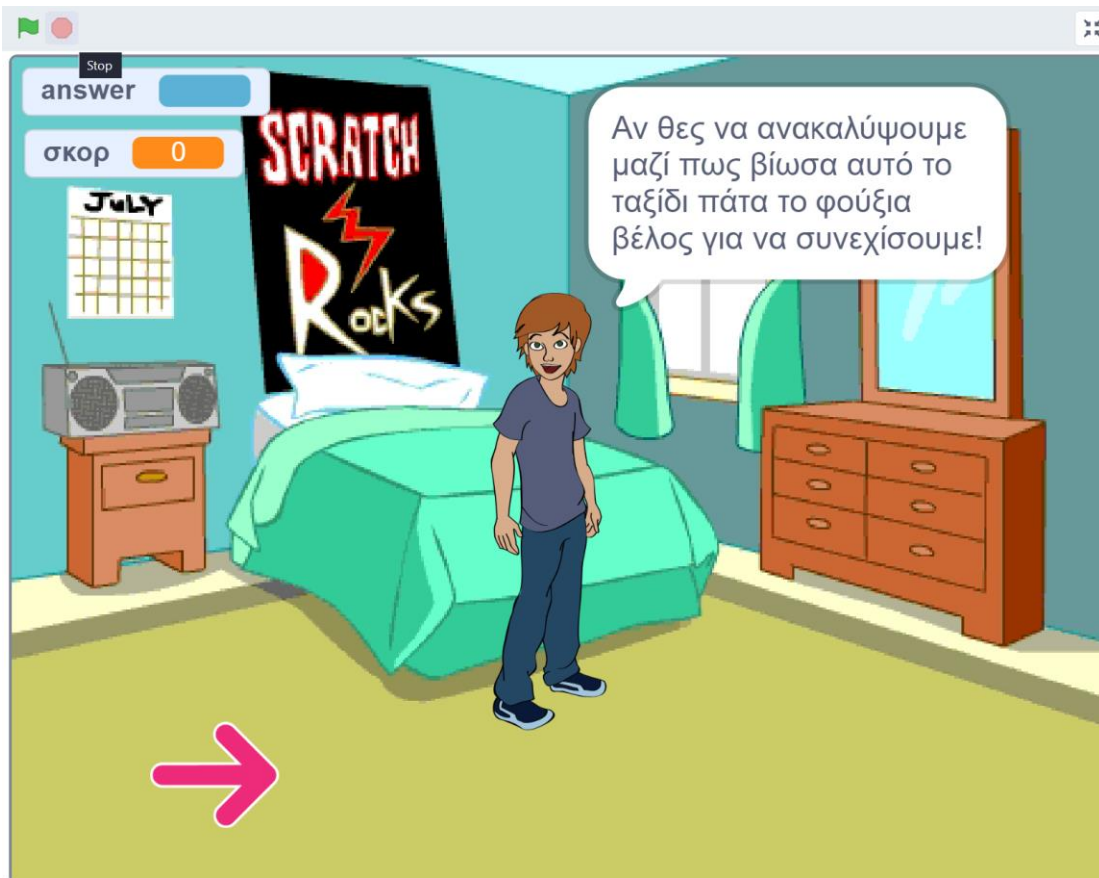 Stop
answer
σκορ 0
JULY
SCRATCH
ROCKS
Αν θες να ανακαλύψουμε
μαζί πως βίωσα αυτό το
ταξίδι πάτα το φούξια
βέλος για να συνεχίσουμε!